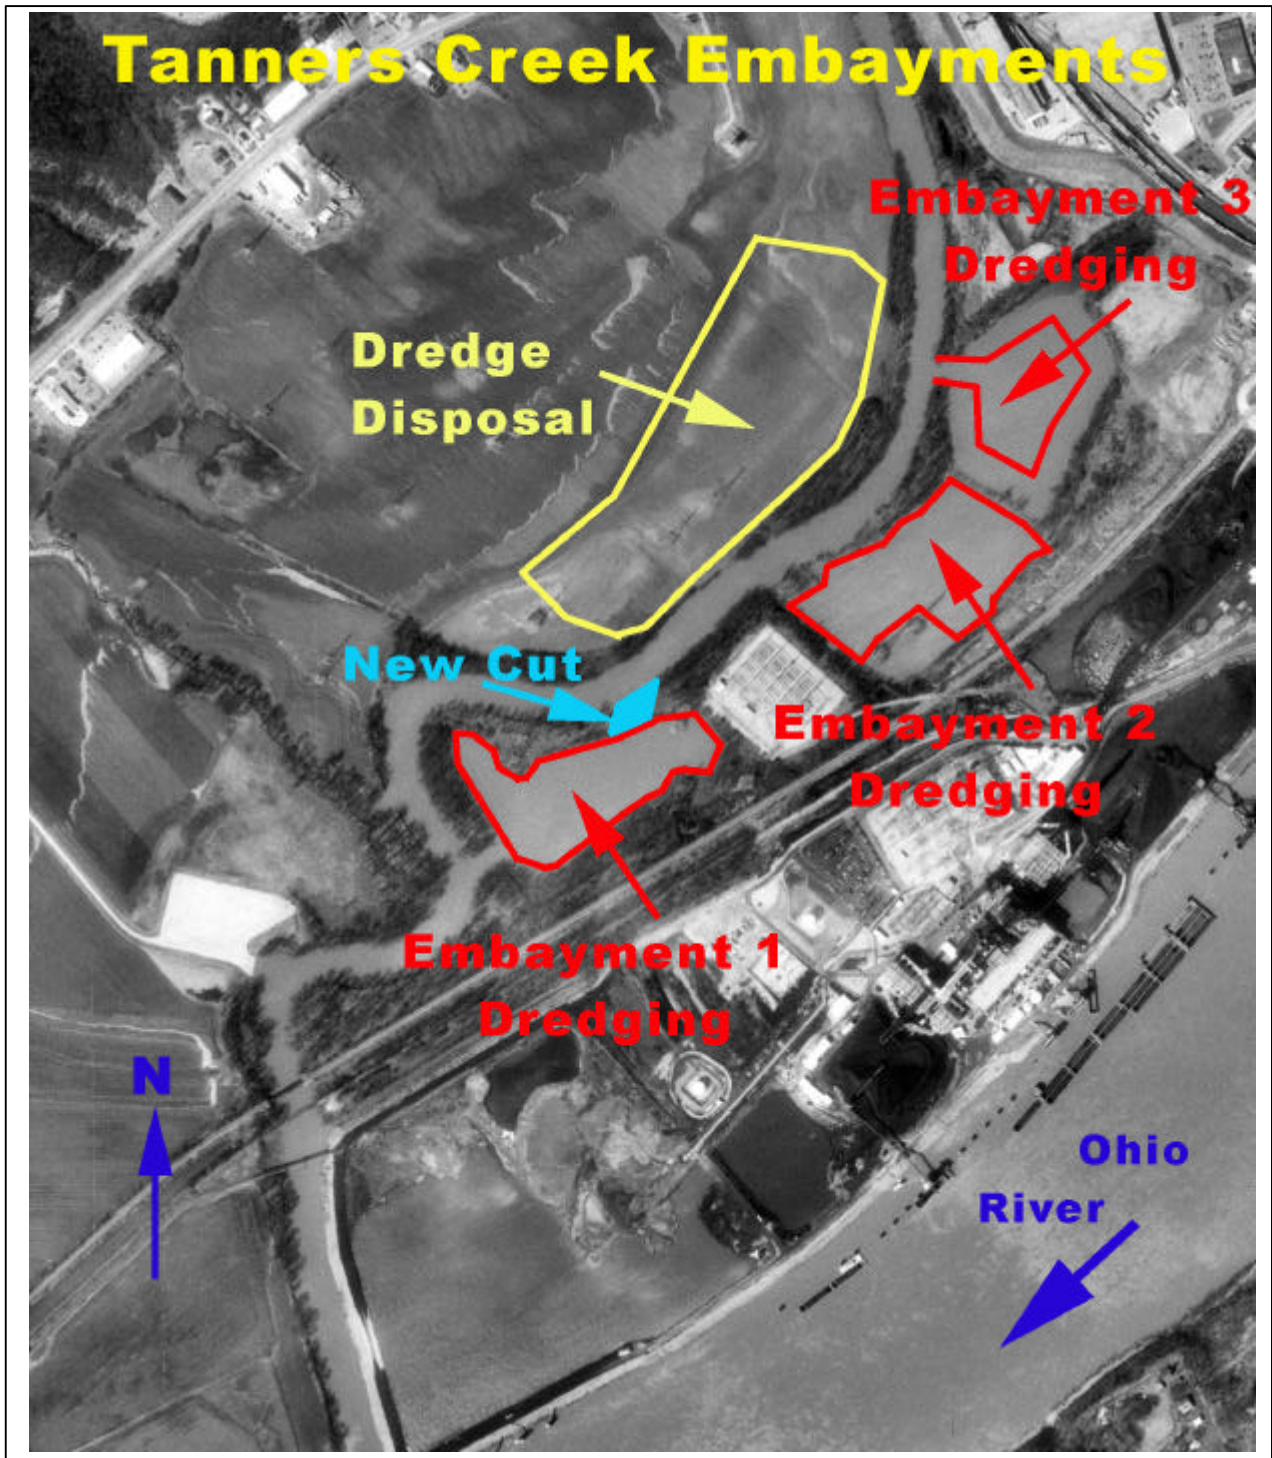 Tanners Creek Embayments
Embayment 3
Dredging
Dredge
Disposal
New Cut
Embayment 2
Dredging
Embayment 1
Dredging
N
Ohio
River